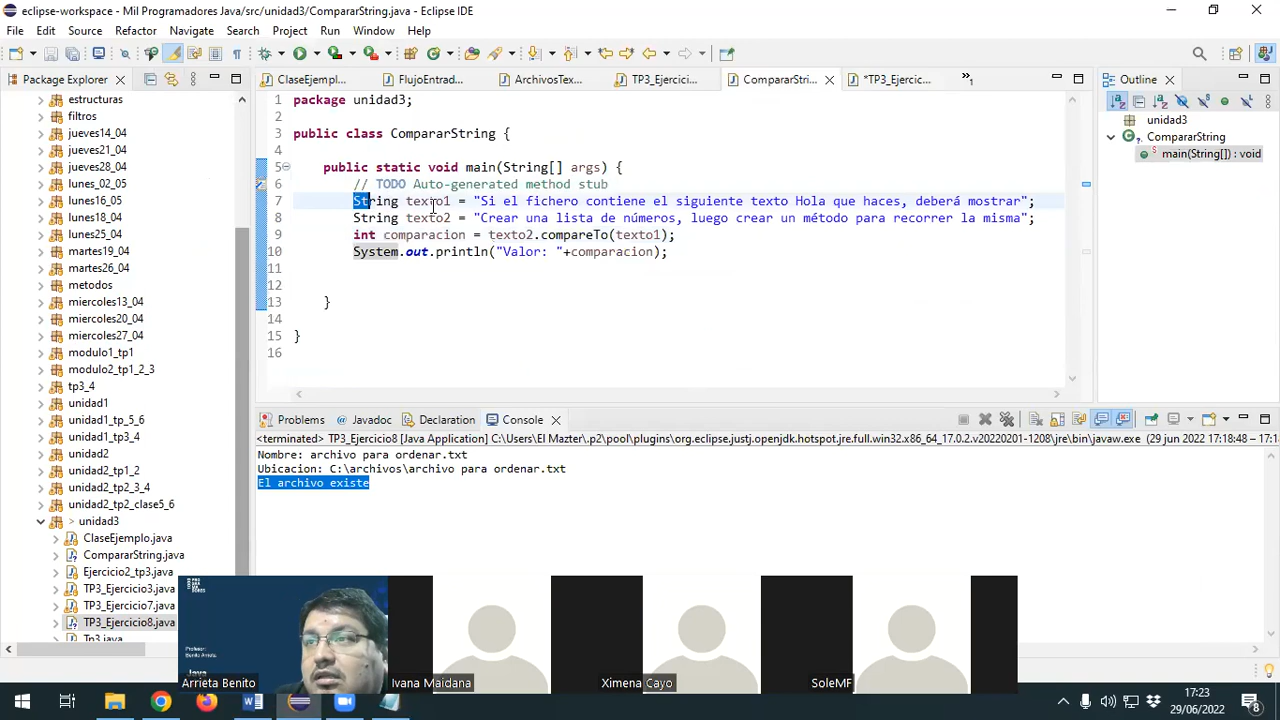 eclipse-workspace - Mil Programadores Java/src/unidad3/CompararString.java - Eclipse IDE
File Edit Source Refactor Navigate Search Project Run Window Help
Package Explorer
ClaseEjempl... FlujoEntrad... ArchivosTex... TP3_Ejercici... CompararStri... *TP3_Ejercic... »1
Outline
estructuras
filtros
jueves14_04
jueves21_04
jueves28_04
lunes_02_05
lunes16_05
lunes18_04
lunes25_04
martes19_04
martes26_04
metodos
miercoles13_04
miercoles20_04
miercoles27_04
modulo1_tp1
modulo2_tp1_2_3
tp3_4
unidad1
unidad1_tp_5_6
unidad1_tp3_4
unidad2
unidad2_tp1_2
unidad2_tp2_3_4
unidad2_tp2_clase5_6
> unidad3
ClaseEjemplo.java
CompararString.java
Ejercicio2_tp3.java
TP3_Ejercicio3.java
TP3_Ejercicio7.java
TP3_Ejercicio8.java
Tp3.java
1 package unidad3;
2
3 public class CompararString {
4
5 public static void main(String[] args) {
6 // TODO Auto-generated method stub
7 String texto1 = "Si el fichero contiene el siguiente texto Hola que haces, deberá mostrar";
8 String texto2 = "Crear una lista de números, luego crear un método para recorrer la misma";
9 int comparacion = texto2.compareTo(texto1);
10 System.out.println("Valor: "+comparacion);
11
12
13 }
14
15 }
16
unidad3
CompararString
main(String[]) : void
Problems Javadoc Declaration Console
<terminated> TP3_Ejercicio8 [Java Application] C:\Users\El Mazter\.p2\pool\plugins\org.eclipse.justj.openjdk.hotspot.jre.full.win32.x86_64_17.0.2.v20220201-1208\jre\bin\javaw.exe (29 jun 2022 17:18:48 – 17:1
Nombre: archivo para ordenar.txt
Ubicacion: C:\archivos\archivo para ordenar.txt
El archivo existe
Profesor:
Benito Arrieta.
Java
Arrieta Benito
Ivana Maidana
Ximena Cayo
SoleMF
17:23
29/06/2022
8